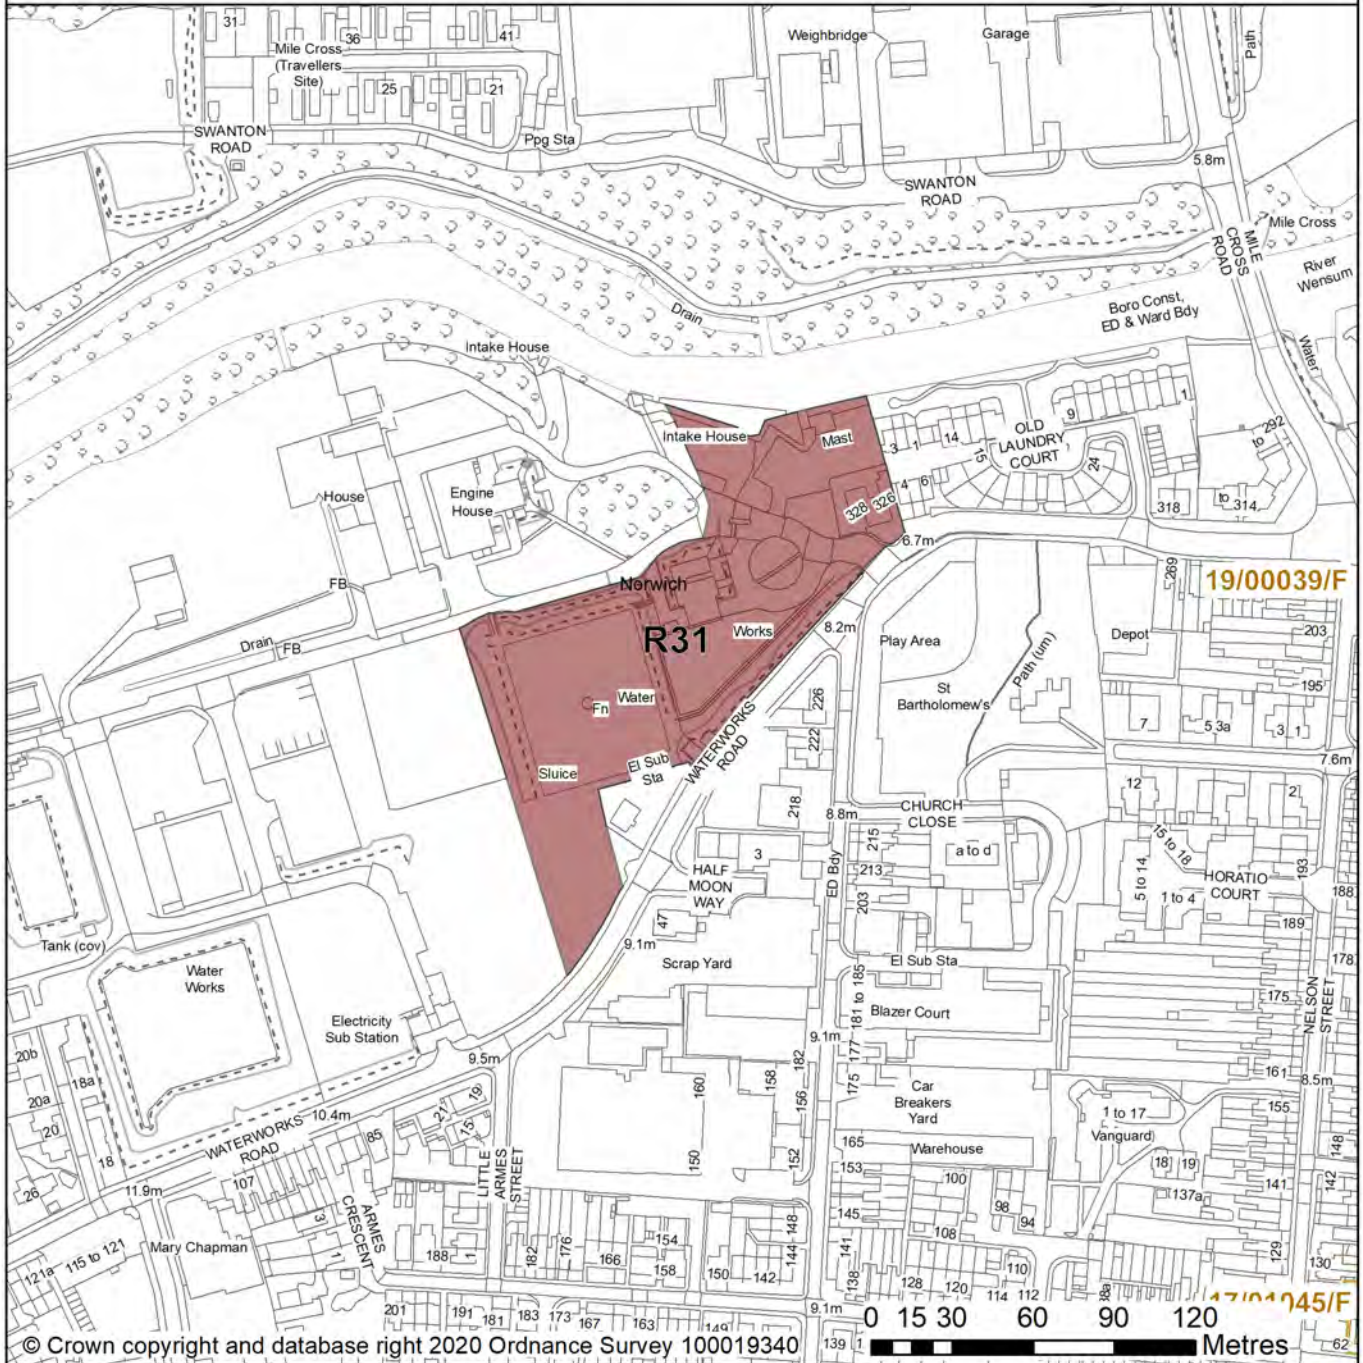 31
36
41
Mile Cross
(Travellers
Site)
25
21
Weighbridge
Garage
Path
SWANTON
ROAD
Ppg Sta
5.8m
SWANTON
ROAD
Mile Cross
MILE
CROSS
ROAD
River
Wensum
Boro Const,
ED & Ward Bdy
Drain
Water
Intake House
Intake House
Mast
3
1
14
15
OLD
LAUNDRY
COURT
9
1
24
4
6
328
326
318
to 292
to
314
House
Engine
House
6.7m
FB
Norwich
R31
Works
8.2m
269
19/00039/F
203
195
Play Area
Path (um)
Depot
St
Bartholomew's
Drain
FB
Water
Fn
Sluice
El Sub
Sta
WATERWORKS
ROAD
226
222
218
7
5
3a
3
1
7.6m
12
2
8.8m
CHURCH
CLOSE
215
213
203
a to d
15 to 18
5 to 14
1 to 4
HORATIO
COURT
193
188
189
3
HALF
MOON
WAY
ED Bdy
47
9.1m
Scrap Yard
El Sub Sta
178
Tank (cov)
Water
Works
Electricity
Sub Station
9.5m
181 to 185
Blazer Court
175
NELSON
STREET
9.1m
177
175
182
158
160
156
152
150
Car
Breakers
Yard
161
8.5m
155
148
1 to 17
Vanguard
165
153
Warehouse
18
19
137a
141
142
20b
20a
20
18a
18
26
10.4m
WATERWORKS
ROAD
85
21
19
15
107
11.9m
LITTLE
ARMES
STREET
ARMES
CRESCENT
3
1
Mary Chapman
115 to 121
121a
188
1
182
176
166
154
158
150
142
144
148
145
141
138
100
98
94
108
110
128
120
114
112
129
130
17/01045/F
201
191
181
183
173
167
163
149
9.1m
139
1
62
0 15 30 60 90 120
Metres
© Crown copyright and database right 2020 Ordnance Survey 100019340